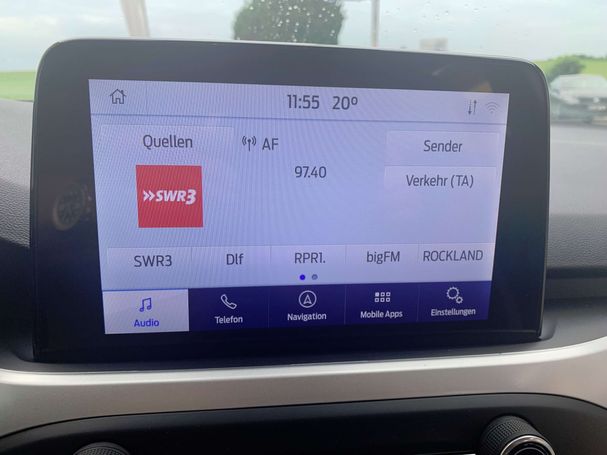 11:55 20°
Quellen
AF
Sender
97.40
Verkehr (TA)
»SWR3
SWR3 Dlf RPR1. bigFM ROCKLAND
Audio Telefon Navigation Mobile Apps Einstellungen